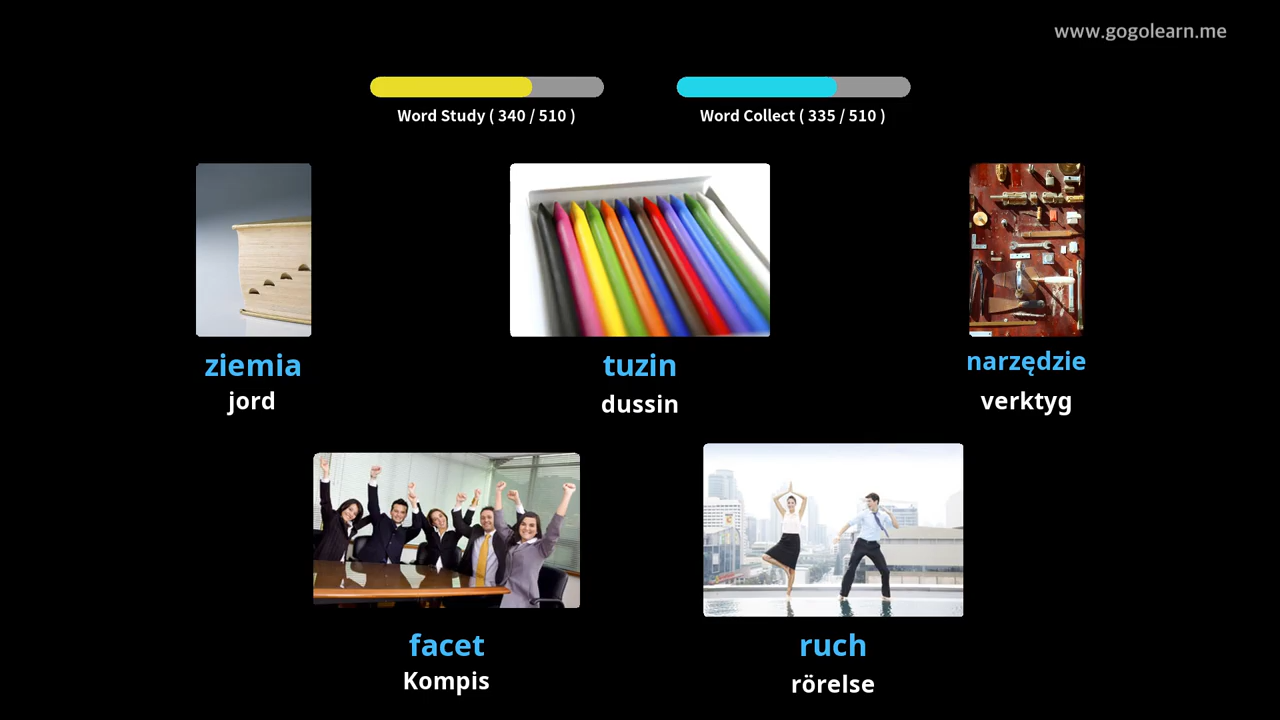 www.gogolearn.me
Word Study ( 340 / 510 )
Word Collect ( 335 / 510 )
ziemia
jord
tuzin
dussin
narzędzie
verktyg
facet
Kompis
ruch
rörelse